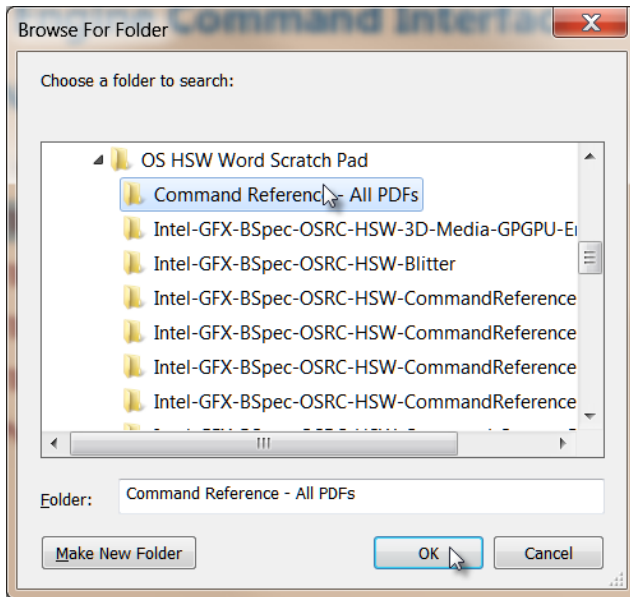 Engine Command Interfac
Browse For Folder
Choose a folder to search:
OS HSW Word Scratch Pad
Command Reference - All PDFs
Intel-GFX-BSpec-OSRC-HSW-3D-Media-GPGPU-E
Intel-GFX-BSpec-OSRC-HSW-Blitter
Intel-GFX-BSpec-OSRC-HSW-CommandReference
Intel-GFX-BSpec-OSRC-HSW-CommandReference
Intel-GFX-BSpec-OSRC-HSW-CommandReference
Intel-GFX-BSpec-OSRC-HSW-CommandReference
Folder: Command Reference - All PDFs
Make New Folder OK Cancel